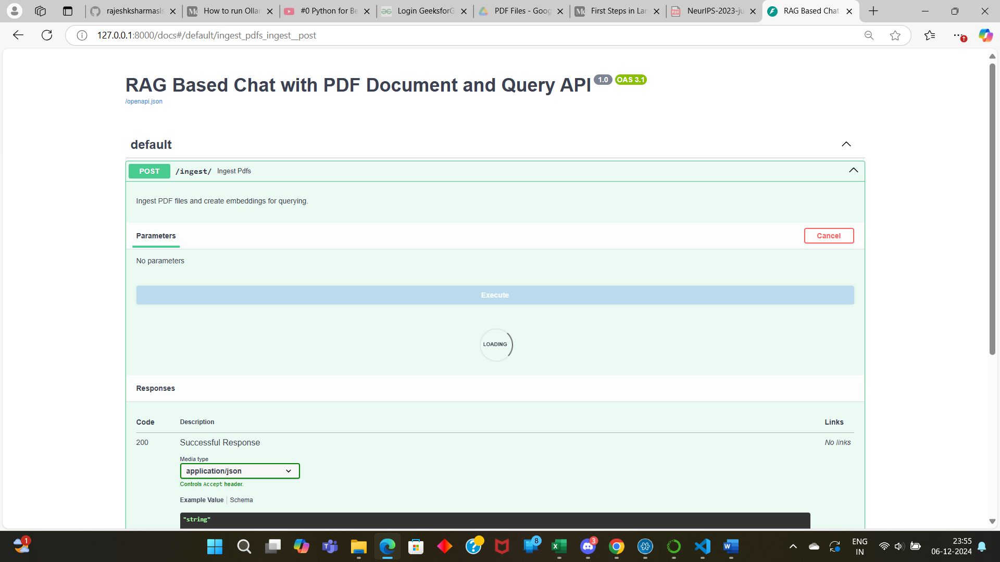 rajeshksharmasls
How to run Ollar
#0 Python for Be
Login GeeksforG
PDF Files - Goog
First Steps in Lan
NeurIPS-2023-ju
RAG Based Chat
127.0.0.1:8000/docs#/default/ingest_pdfs_ingest__post
RAG Based Chat with PDF Document and Query API 1.0 OAS 3.1
/openapi.json
default
POST /ingest/ Ingest Pdfs
Ingest PDF files and create embeddings for querying.
Parameters
Cancel
No parameters
Execute
LOADING
Responses
Code Description Links
200 Successful Response No links
Media type
application/json
Controls Accept header.
Example Value Schema
"string"
1
8
3
ENG
IN
23:55
06-12-2024